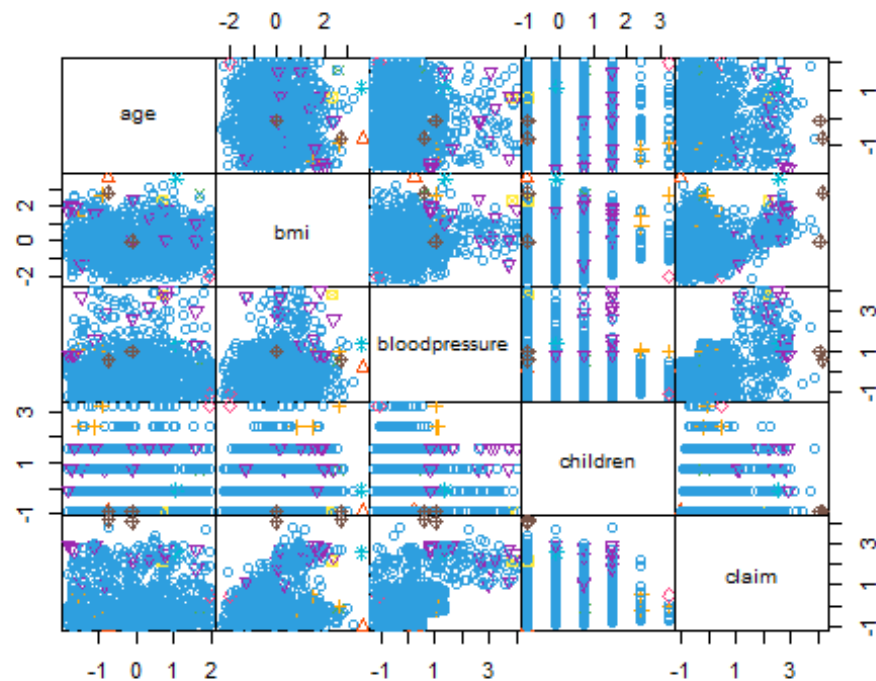 -2 0 2 -1 0 1 2 3
age -1 1
-2 0 2 bmi
bloodpressure -1 1 3
-1 1 3 children
claim -1 1 3
-1 0 1 2 -1 1 3 -1 1 3